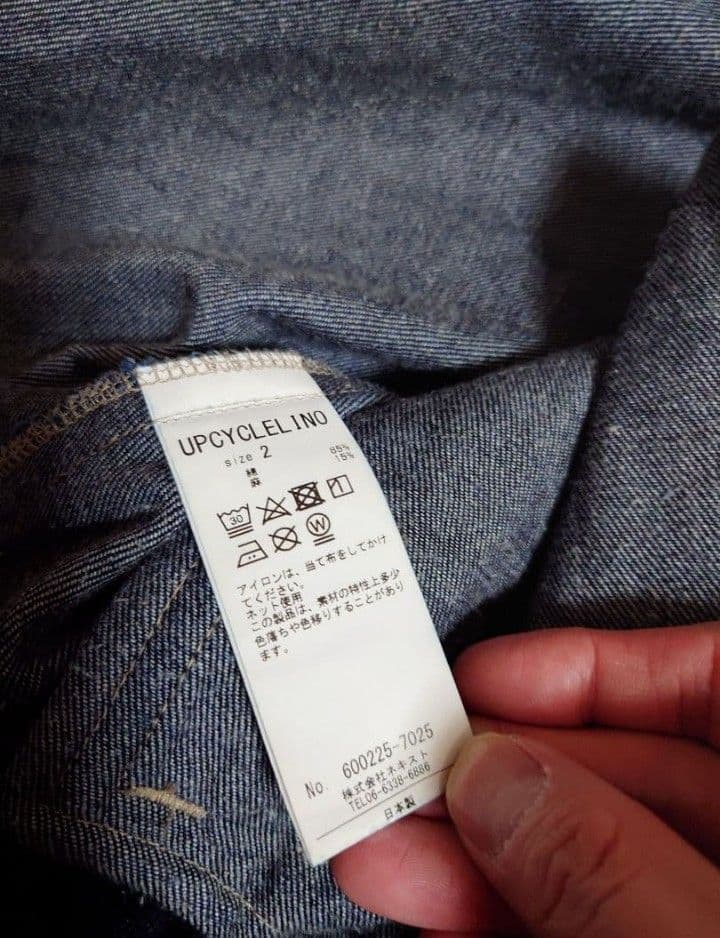 UPCYCLELINO
size 2
綿 85%
麻 15%
30
W
アイロンは、当て布をしてかけ
てください。
ネット使用
この製品は、素材の特性上多少
色落ちや色移りすることがあり
ます。
No. 600225-7025
株式会社ネキスト
TEL06-6338-6886
日本製